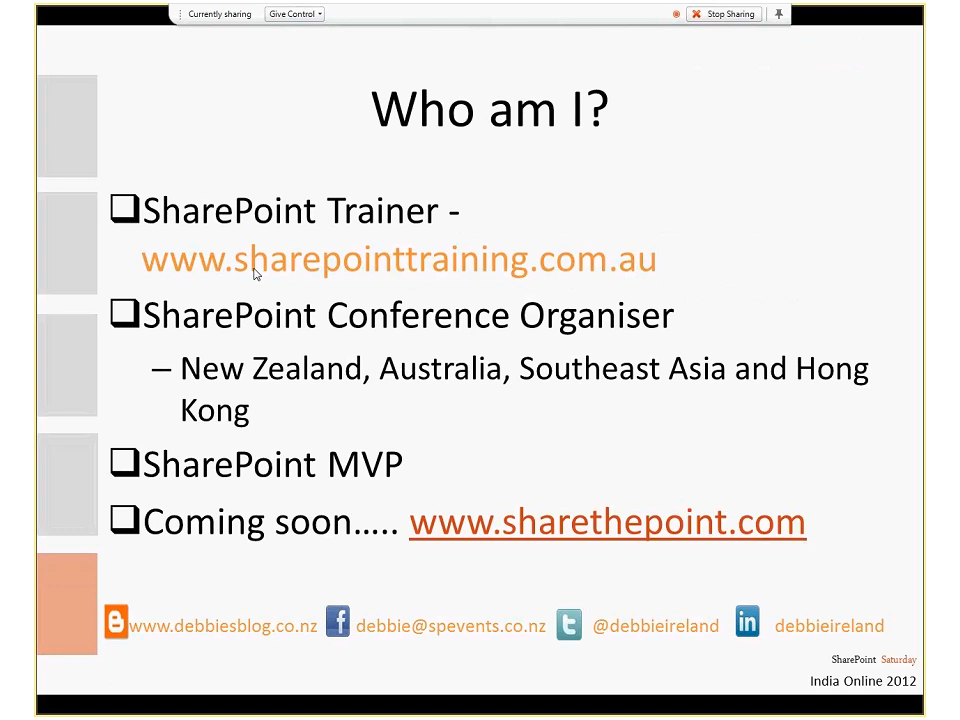 Currently sharing Give Control Stop Sharing
Who am I?
SharePoint Trainer -
www.sharepointtraining.com.au
SharePoint Conference Organiser
– New Zealand, Australia, Southeast Asia and Hong
Kong
SharePoint MVP
Coming soon….. www.sharethepoint.com
www.debbiesblog.co.nz debbie@spevents.co.nz @debbieireland debbieireland
SharePoint Saturday
India Online 2012